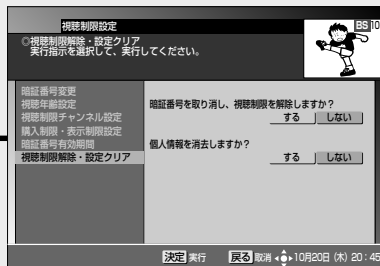 視聴制限設定
BS 10
◎視聴制限解除・設定クリア
実行指示を選択して、実行してください。
暗証番号変更
視聴年齢設定
視聴制限チャンネル設定
購入制限・表示制限設定
暗証番号有効期間
視聴制限解除・設定クリア
暗証番号を取り消し、視聴制限を解除しますか？
する しない
個人情報を消去しますか？
する しない
決定 実行 戻る 取消 10月20日 (木) 20：45